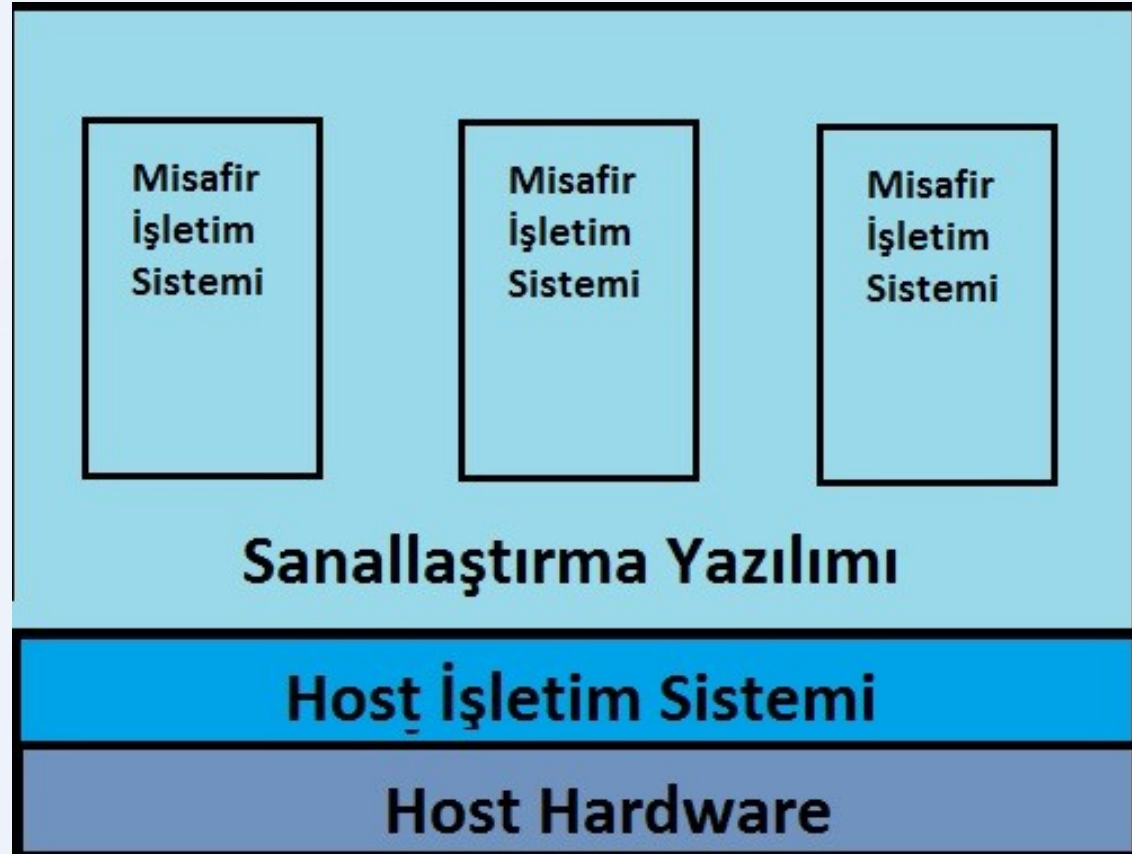 Misafir
İşletim
Sistemi
Misafir
İşletim
Sistemi
Misafir
İşletim
Sistemi
Sanallaştırma Yazılımı
Host İşletim Sistemi
Host Hardware